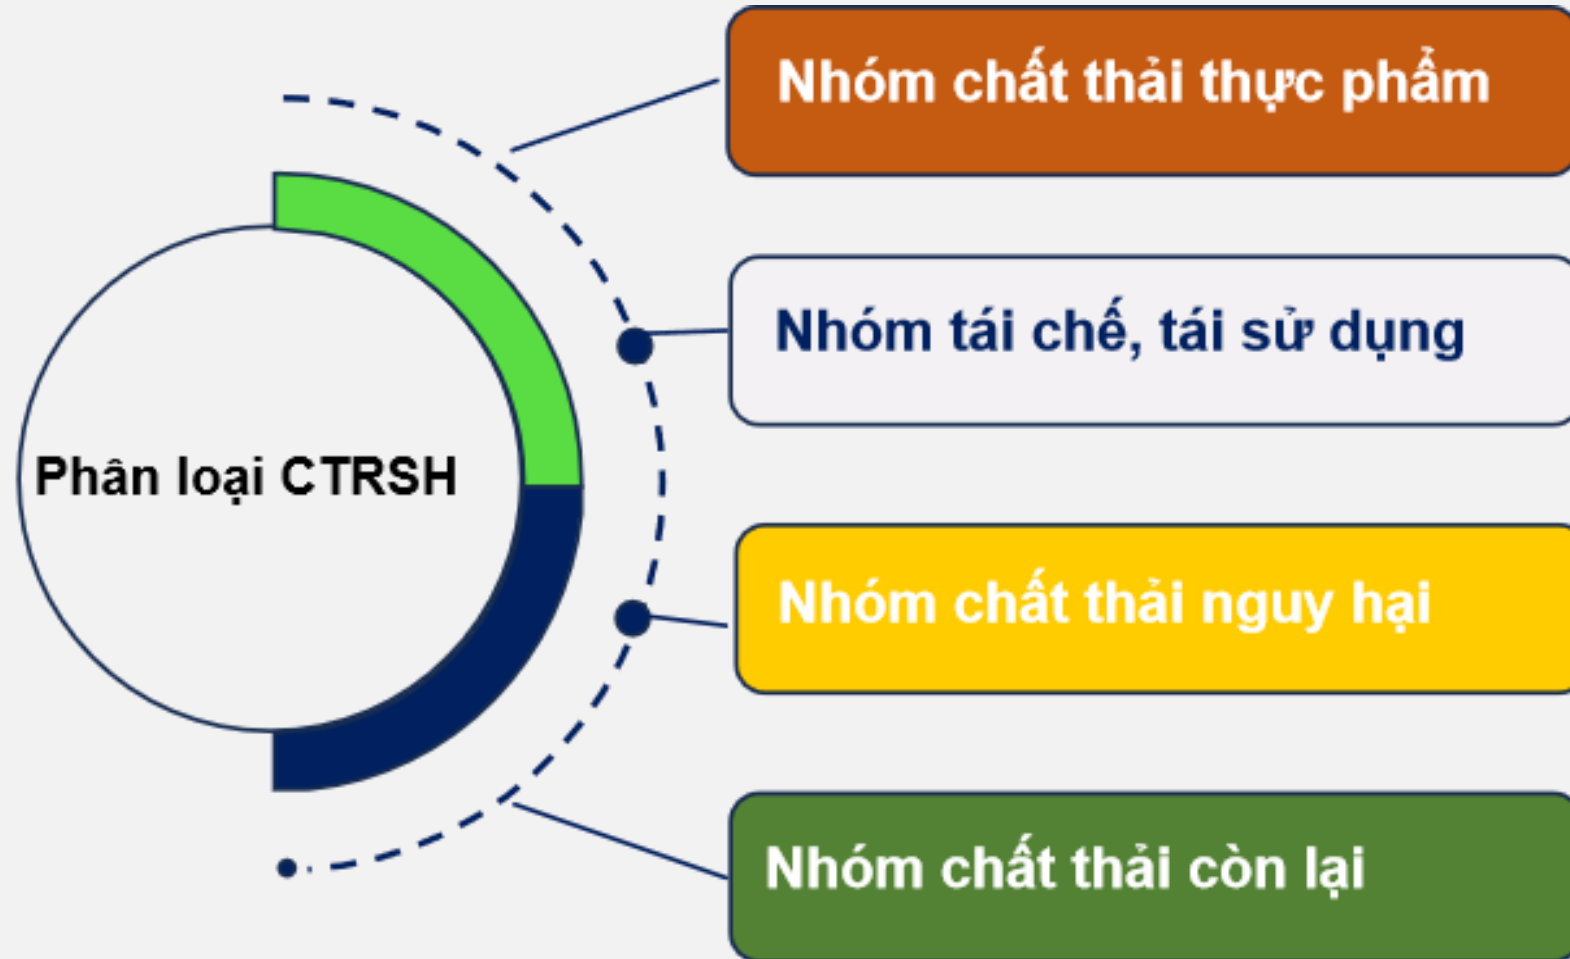 Nhóm chất thải thực phẩm
Nhóm tái chế, tái sử dụng
Phân loại CTRSH
Nhóm chất thải nguy hại
Nhóm chất thải còn lại